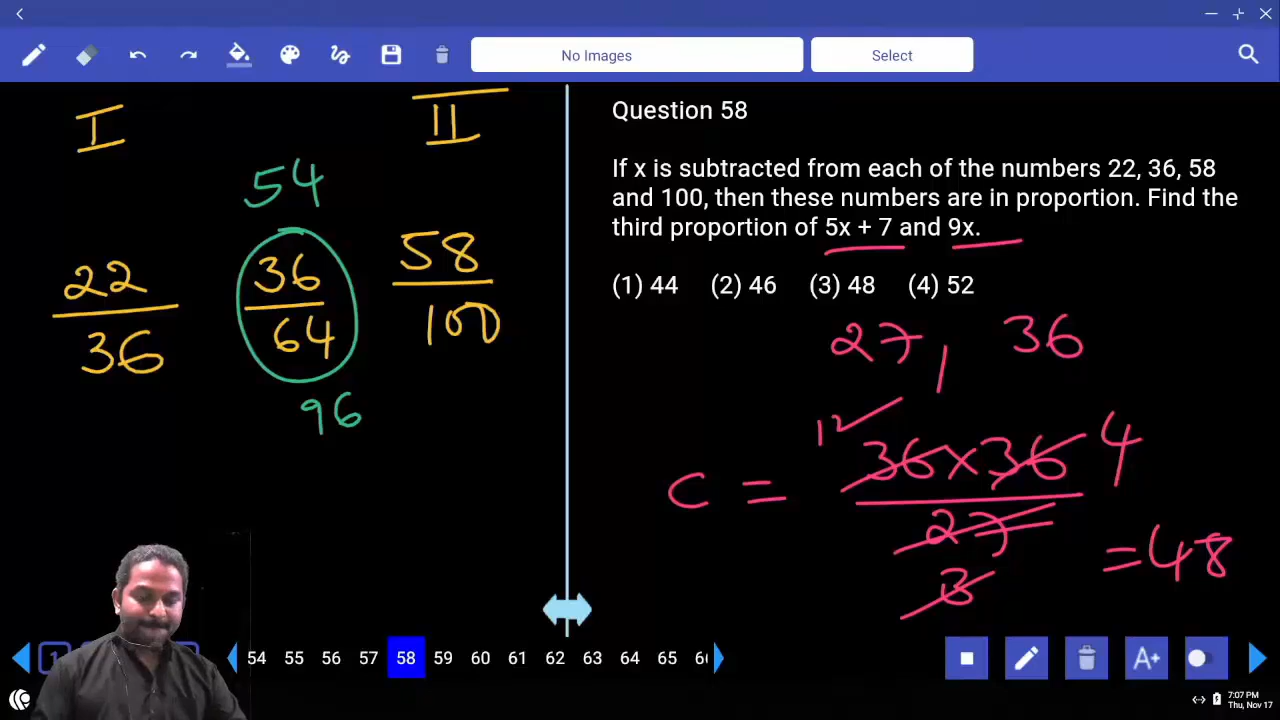 No Images
Select
I
II
54
22
36
36
64
58
100
96
Question 58
If x is subtracted from each of the numbers 22, 36, 58
and 100, then these numbers are in proportion. Find the
third proportion of 5x + 7 and 9x.
(1) 44 (2) 46 (3) 48 (4) 52
27, 36
12
36 x 36 4
C =
27
3
= 48
54 55 56 57 58 59 60 61 62 63 64 65
A+
7:07 PM
Thu, Nov 17